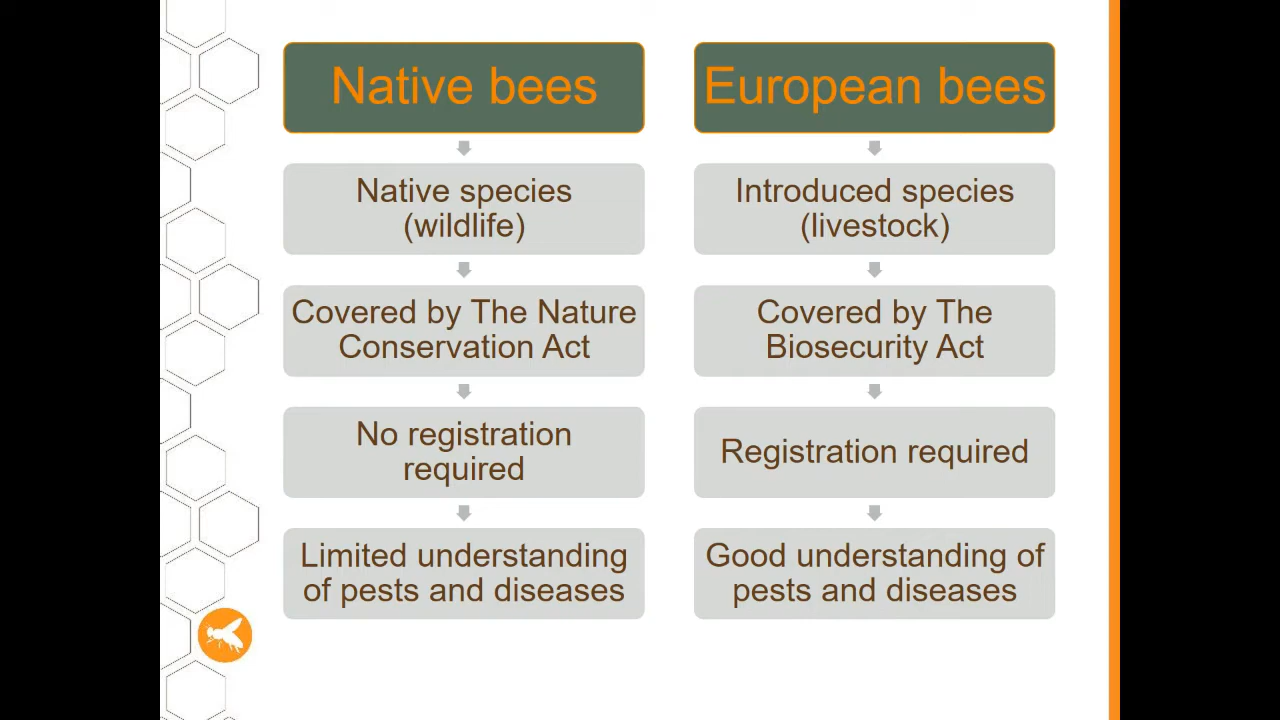 Native bees
Native species
(wildlife)
Covered by The Nature
Conservation Act
No registration
required
Limited understanding
of pests and diseases
European bees
Introduced species
(livestock)
Covered by The
Biosecurity Act
Registration required
Good understanding of
pests and diseases